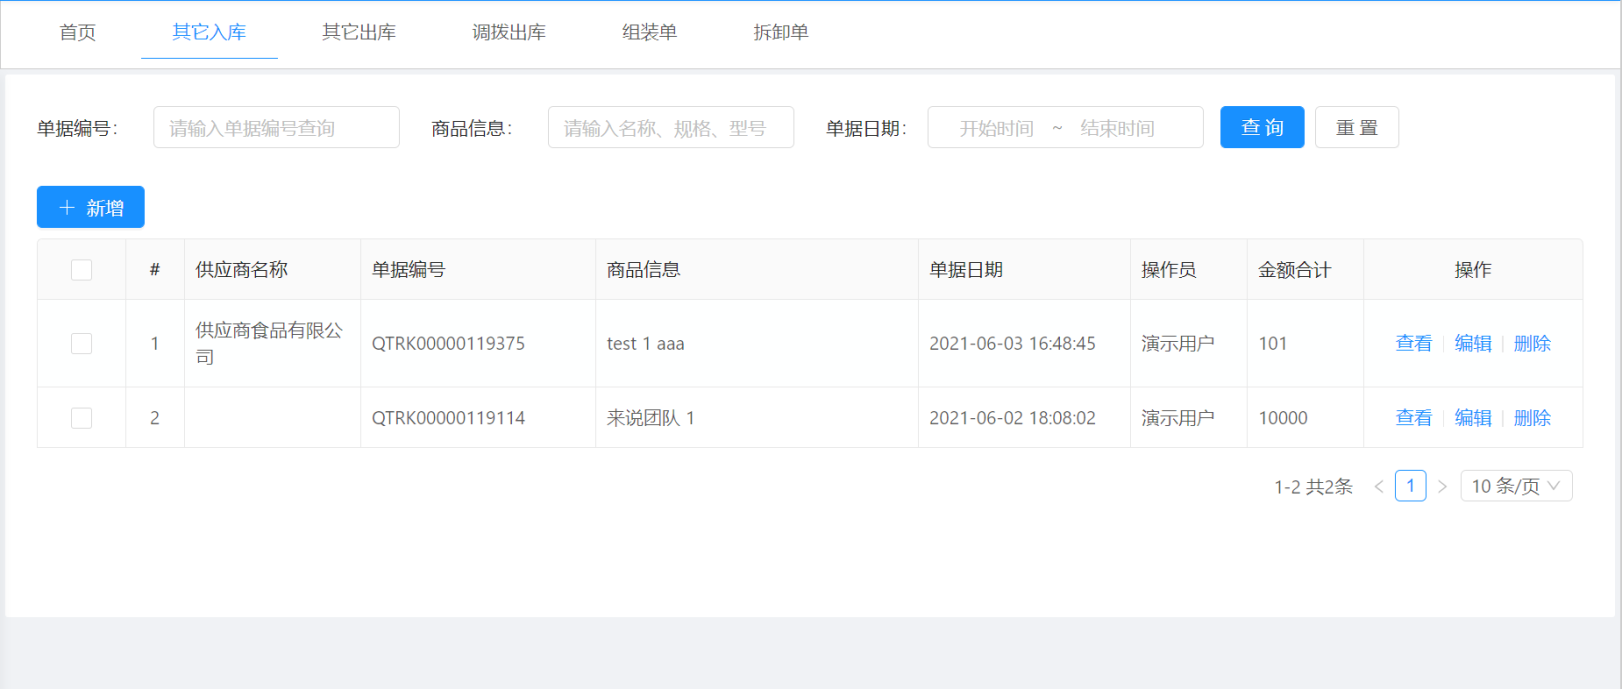 首页 其它入库 其它出库 调拨出库 组装单 拆卸单
单据编号: 请输入单据编号查询 商品信息: 请输入名称、规格、型号 单据日期: 开始时间 ~ 结束时间 查 询 重 置
+ 新增
# 供应商名称 单据编号 商品信息 单据日期 操作员 金额合计 操作
1 供应商食品有限公司 QTRK00000119375 test 1 aaa 2021-06-03 16:48:45 演示用户 101 查看 编辑 删除
2 QTRK00000119114 来说团队 1 2021-06-02 18:08:02 演示用户 10000 查看 编辑 删除
1-2 共2条 < 1 > 10 条/页